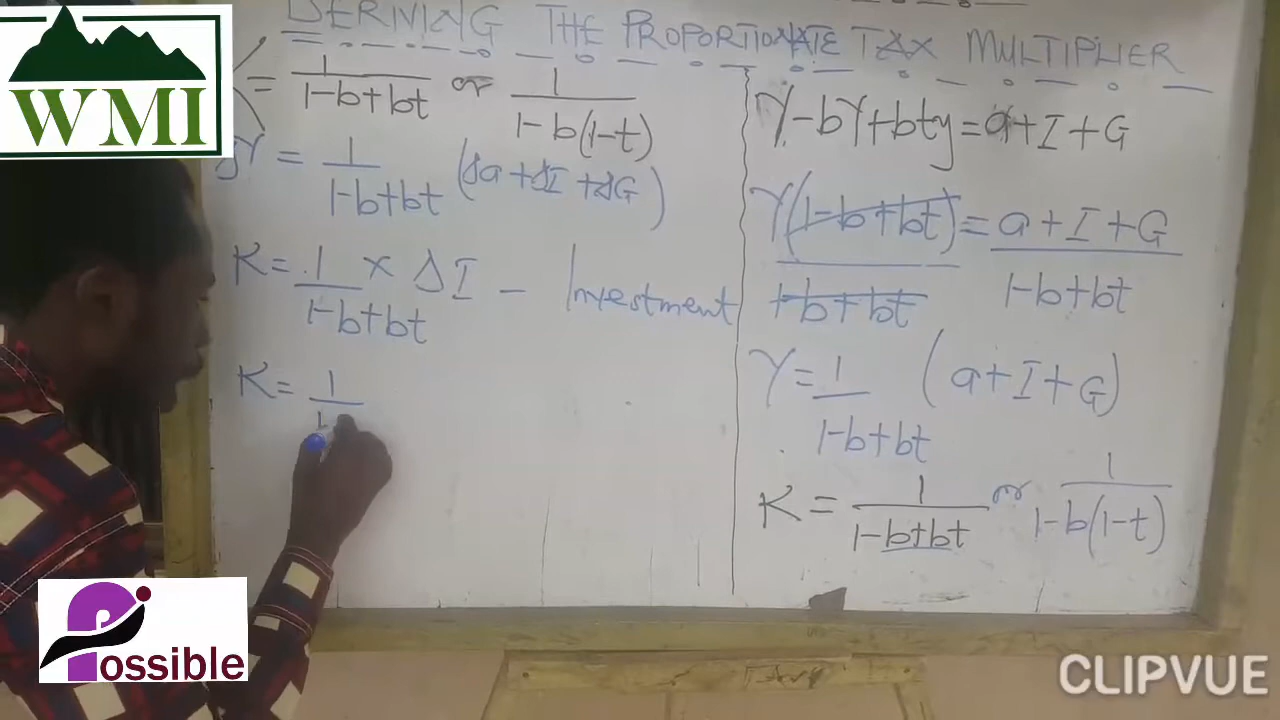 DERIVING THE PROPORTIONATE TAX MULTIPLIER
WMI
K = 1/(1-b+bt) or 1/(1-b(1-t))
ΔY = 1/(1-b+bt) (Δa+ΔI+ΔG)
K = 1/(1-b+bt) × ΔI - Investment
K = 1/1
Y-bY+bty=a+I+G
Y(1-b+bt)/(1-b+bt) = (a+I+G)/(1-b+bt)
Y = 1/(1-b+bt) (a+I+G)
K = 1/(1-b+bt) or 1/(1-b(1-t))
Possible
CLIPVUE